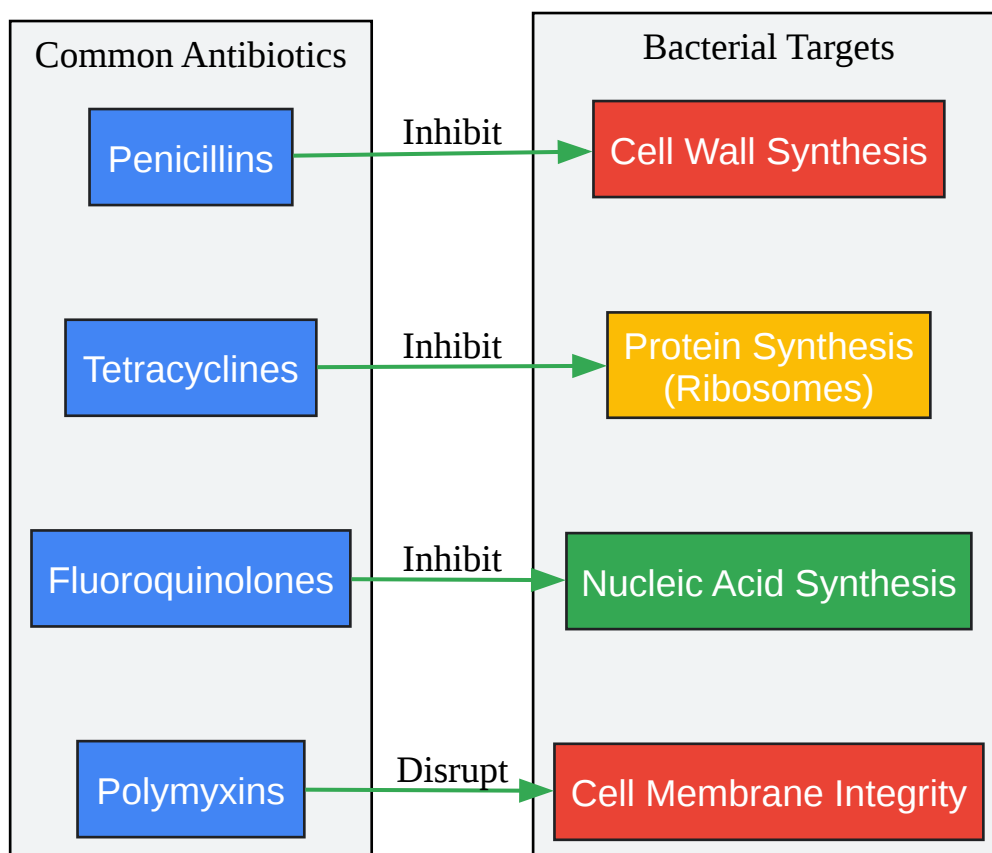 Common Antibiotics
Bacterial Targets
Penicillins
Inhibit
Cell Wall Synthesis
Tetracyclines
Inhibit
Protein Synthesis
(Ribosomes)
Fluoroquinolones
Inhibit
Nucleic Acid Synthesis
Polymyxins
Disrupt
Cell Membrane Integrity